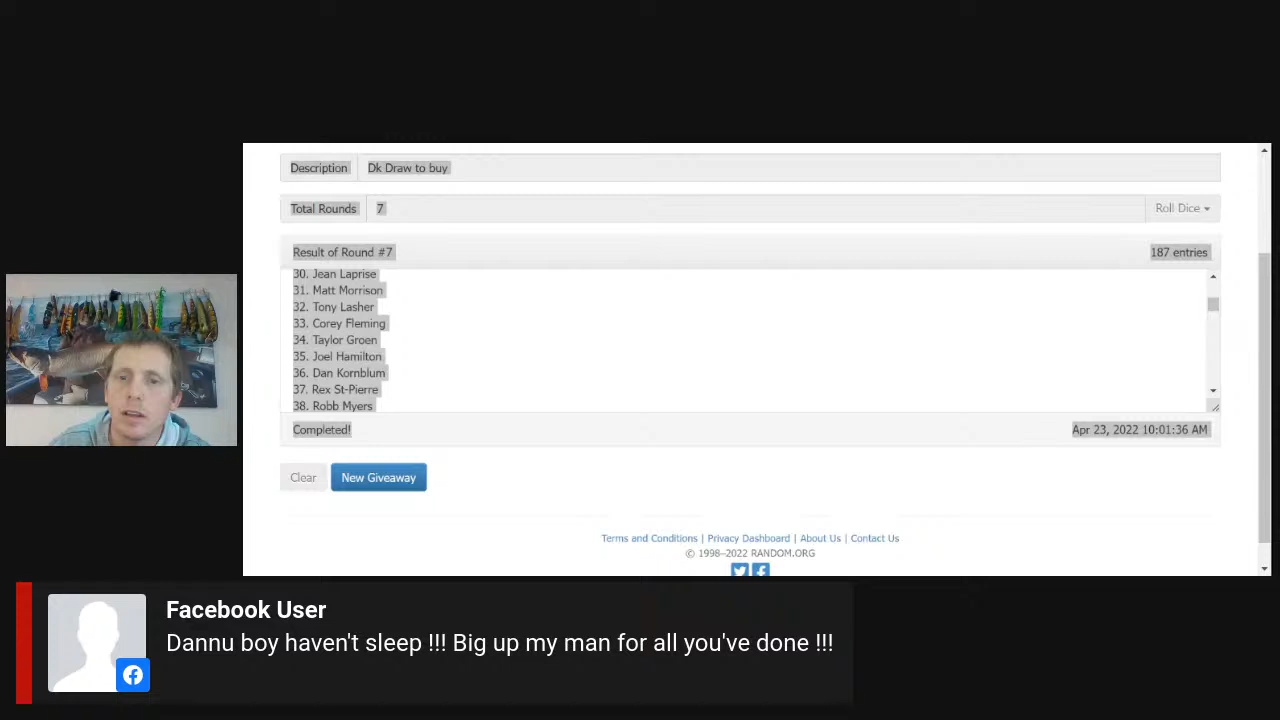 Description Dk Draw to buy
Total Rounds 7 Roll Dice
Result of Round #7 187 entries
30. Jean Laprise
31. Matt Morrison
32. Tony Lasher
33. Corey Fleming
34. Taylor Groen
35. Joel Hamilton
36. Dan Kornblum
37. Rex St-Pierre
38. Robb Myers
Completed! Apr 23, 2022 10:01:36 AM
Clear New Giveaway
Terms and Conditions | Privacy Dashboard | About Us | Contact Us
© 1998–2022 RANDOM.ORG
Facebook User
Dannu boy haven't sleep !!! Big up my man for all you've done !!!